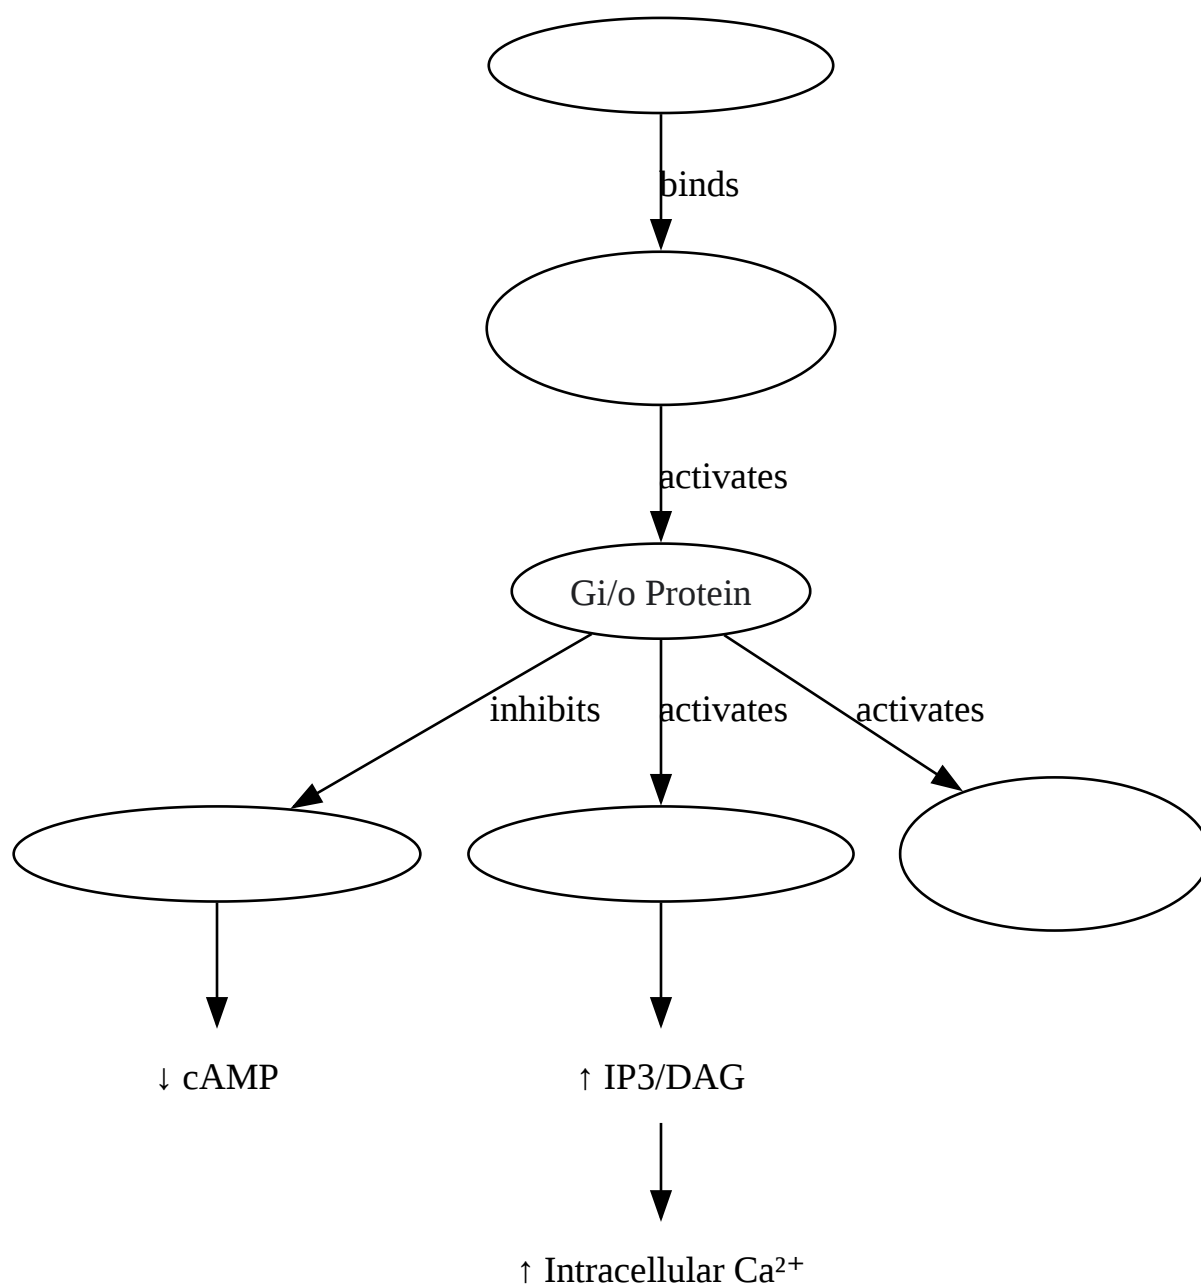 binds
activates
Gi/o Protein
inhibits
activates
activates
↓ cAMP
↑ IP3/DAG
↑ Intracellular Ca²⁺